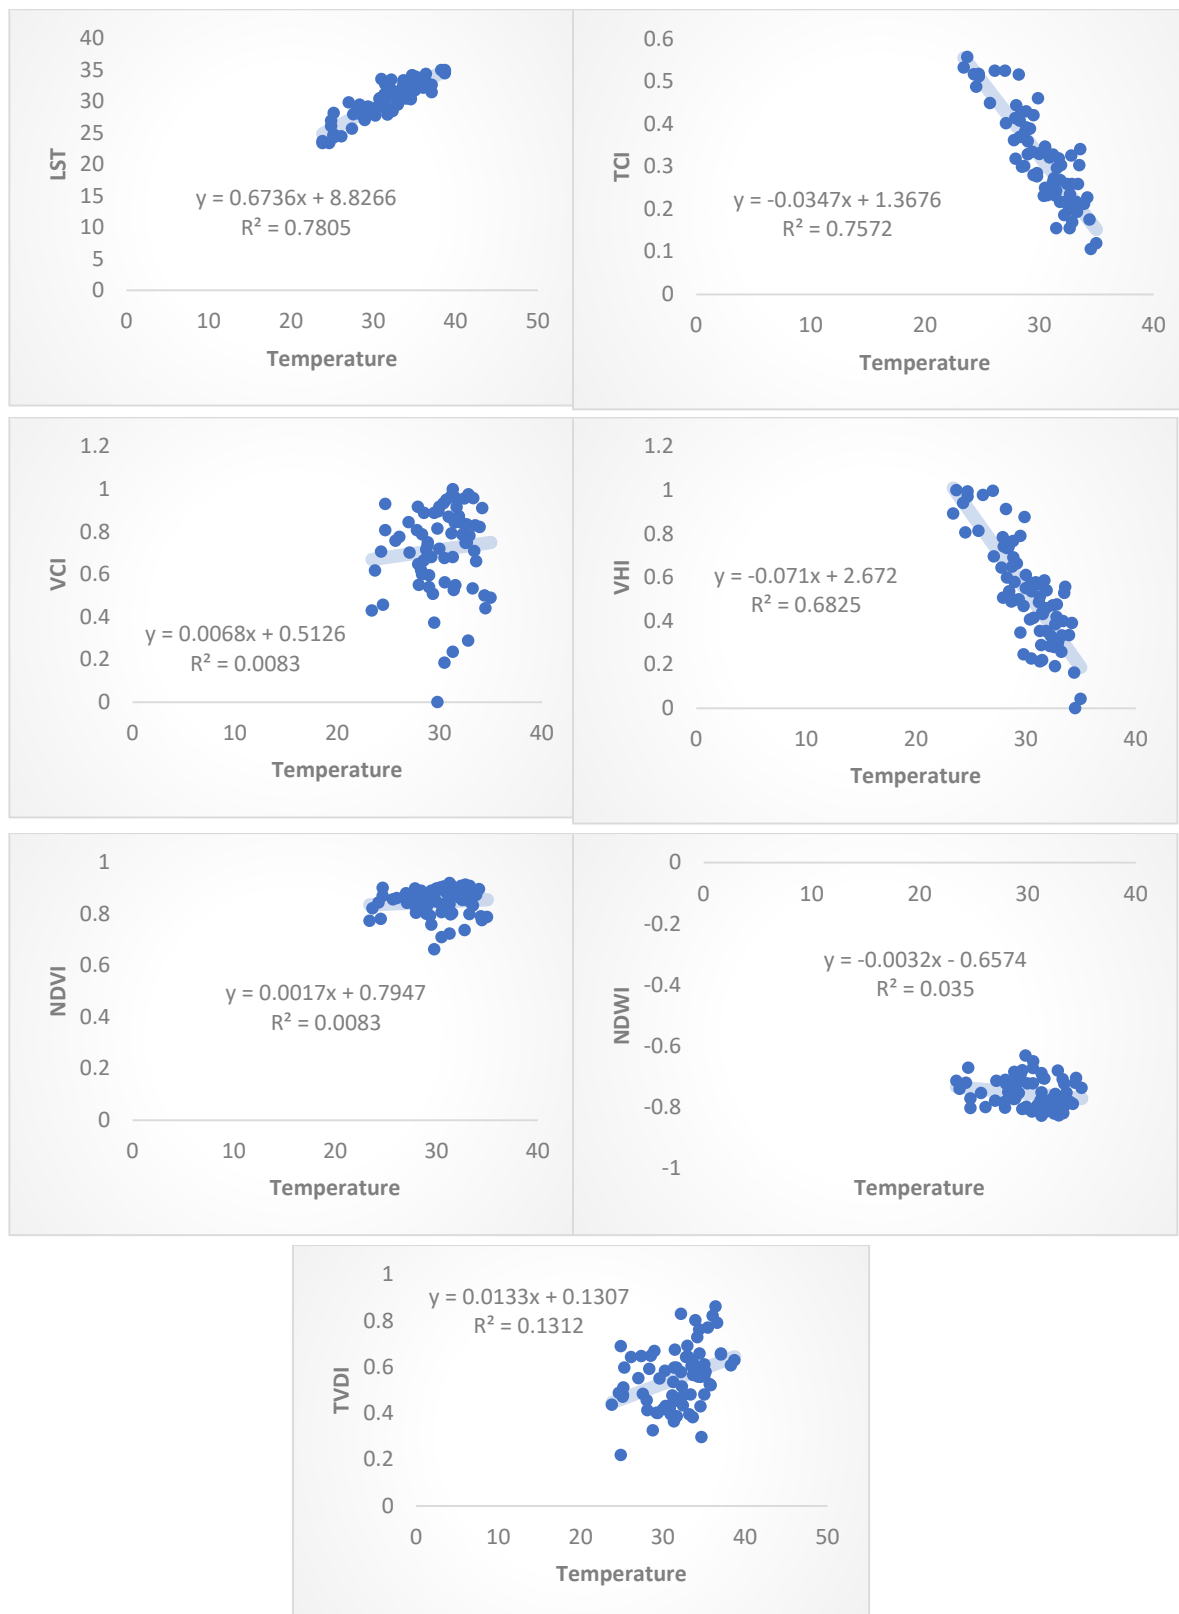 40
35
30
25
20
15
10
5
0
LST
y = 0.6736x + 8.8266
R² = 0.7805
0 10 20 30 40 50
Temperature
0.6
0.5
0.4
0.3
0.2
0.1
0
TCI
y = -0.0347x + 1.3676
R² = 0.7572
0 10 20 30 40
Temperature
1.2
1
0.8
0.6
0.4
0.2
0
VCI
y = 0.0068x + 0.5126
R² = 0.0083
0 10 20 30 40
Temperature
1.2
1
0.8
0.6
0.4
0.2
0
VHI
y = -0.071x + 2.672
R² = 0.6825
0 10 20 30 40
Temperature
1
0.8
0.6
0.4
0.2
0
NDVI
y = 0.0017x + 0.7947
R² = 0.0083
0 10 20 30 40
Temperature
0
-0.2
-0.4
-0.6
-0.8
-1
NDWI
0 10 20 30 40
y = -0.0032x - 0.6574
R² = 0.035
Temperature
1
0.8
0.6
0.4
0.2
0
TVDI
y = 0.0133x + 0.1307
R² = 0.1312
0 10 20 30 40 50
Temperature